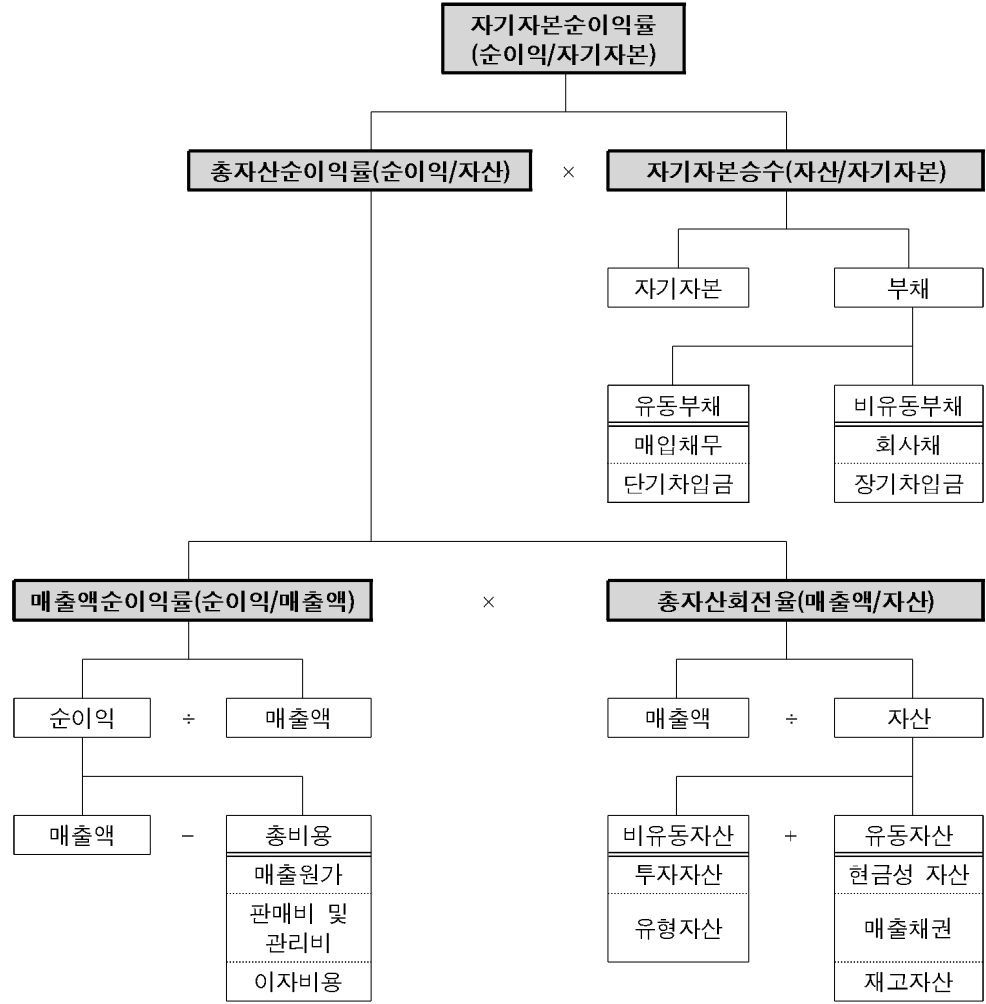 자기자본순이익률
(순이익/자기자본)
총자산순이익률(순이익/자산)
×
자기자본승수(자산/자기자본)
자기자본
부채
유동부채
비유동부채
매입채무
회사채
단기차입금
장기차입금
매출액순이익률(순이익/매출액)
×
총자산회전율(매출액/자산)
순이익
÷
매출액
매출액
÷
자산
매출액
−
총비용
비유동자산
+
유동자산
매출원가
투자자산
현금성 자산
판매비 및
관리비
유형자산
매출채권
이자비용
재고자산